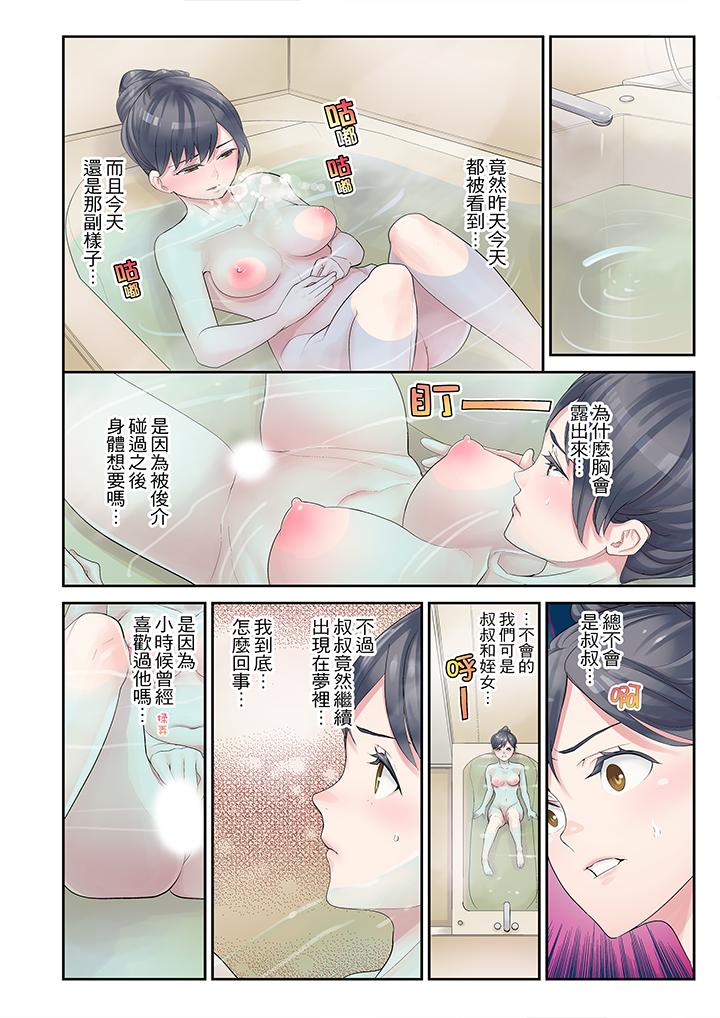 竟然昨天今天
都被看到…
咕嘟
咕嘟
而且今天
還是那副樣子…
咕嘟
為什麼胸會
露出來…
盯——
是因為被俊介
碰過之後
身體想要嗎…
總不會
是叔叔…
啊
…不會的
我們可是
叔叔和姪女…
呼—
不過
叔叔竟然繼續
出現在夢裡…
我到底…
怎麼回事…
是因為
小時候曾經
喜歡過他嗎…
揉弄